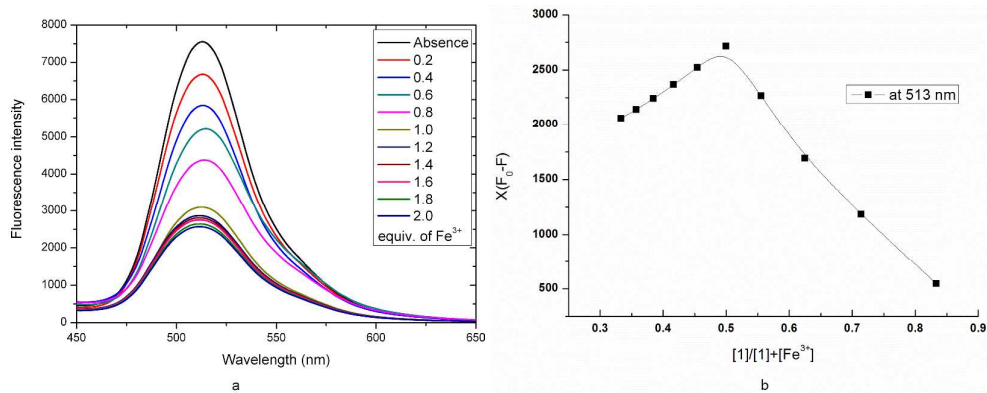 8000
7000
6000
5000
4000
3000
2000
1000
0
Fluorescence intensity
Absence
0.2
0.4
0.6
0.8
1.0
1.2
1.4
1.6
1.8
2.0
equiv. of Fe³⁺
450 500 550 600 650
Wavelength (nm)
a
3000
2500
2000
1500
1000
500
X(F₀-F)
at 513 nm
0.3 0.4 0.5 0.6 0.7 0.8 0.9
[1]/[1]+[Fe³⁺]
b